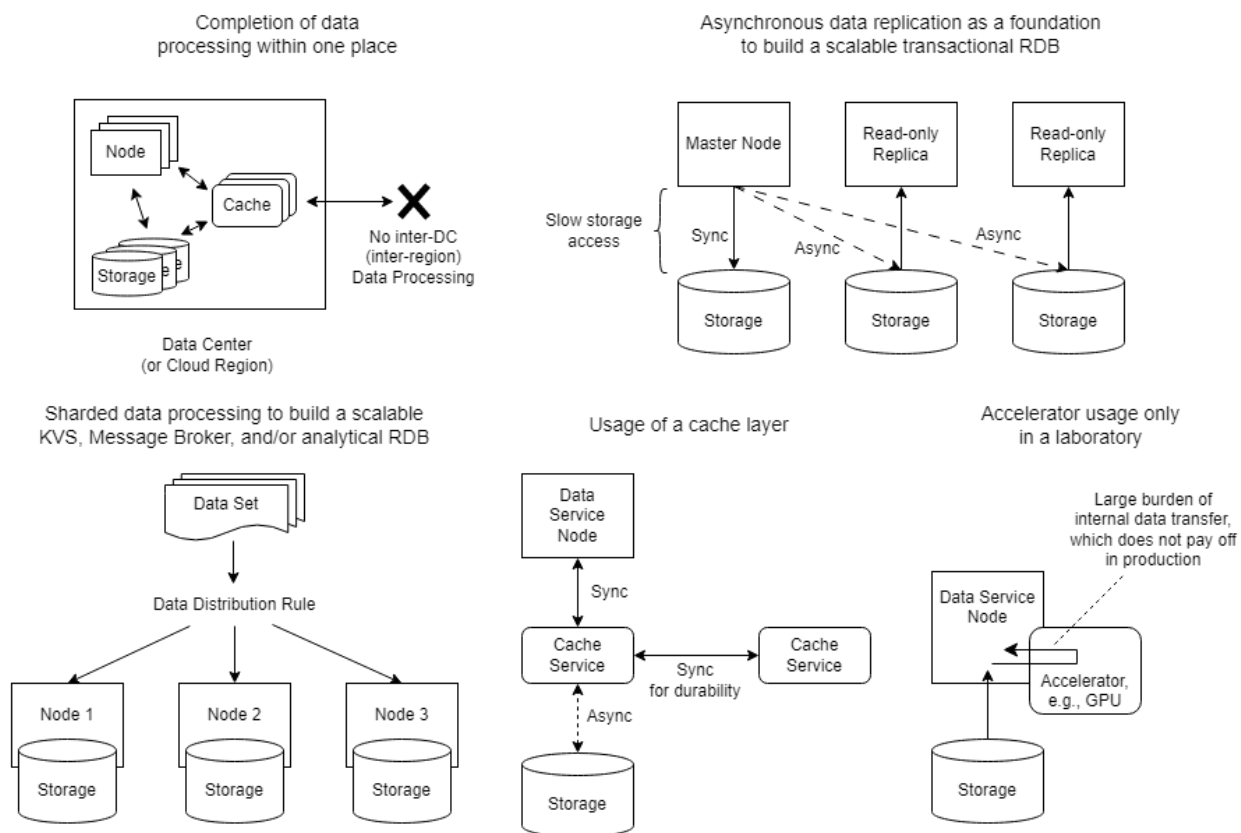 Completion of data
processing within one place
Node
Cache
Storage
e
No inter-DC
(inter-region)
Data Processing
Data Center
(or Cloud Region)
Asynchronous data replication as a foundation
to build a scalable transactional RDB
Master Node
Read-only
Replica
Read-only
Replica
Slow storage
access
Sync
Async
Async
Storage
Storage
Storage
Sharded data processing to build a scalable
KVS, Message Broker, and/or analytical RDB
Data Set
Data Distribution Rule
Node 1
Node 2
Node 3
Storage
Storage
Storage
Usage of a cache layer
Data
Service
Node
Sync
Cache
Service
Sync
for durability
Cache
Service
Async
Storage
Accelerator usage only
in a laboratory
Large burden of
internal data transfer,
which does not pay off
in production
Data Service
Node
Accelerator,
e.g., GPU
Storage